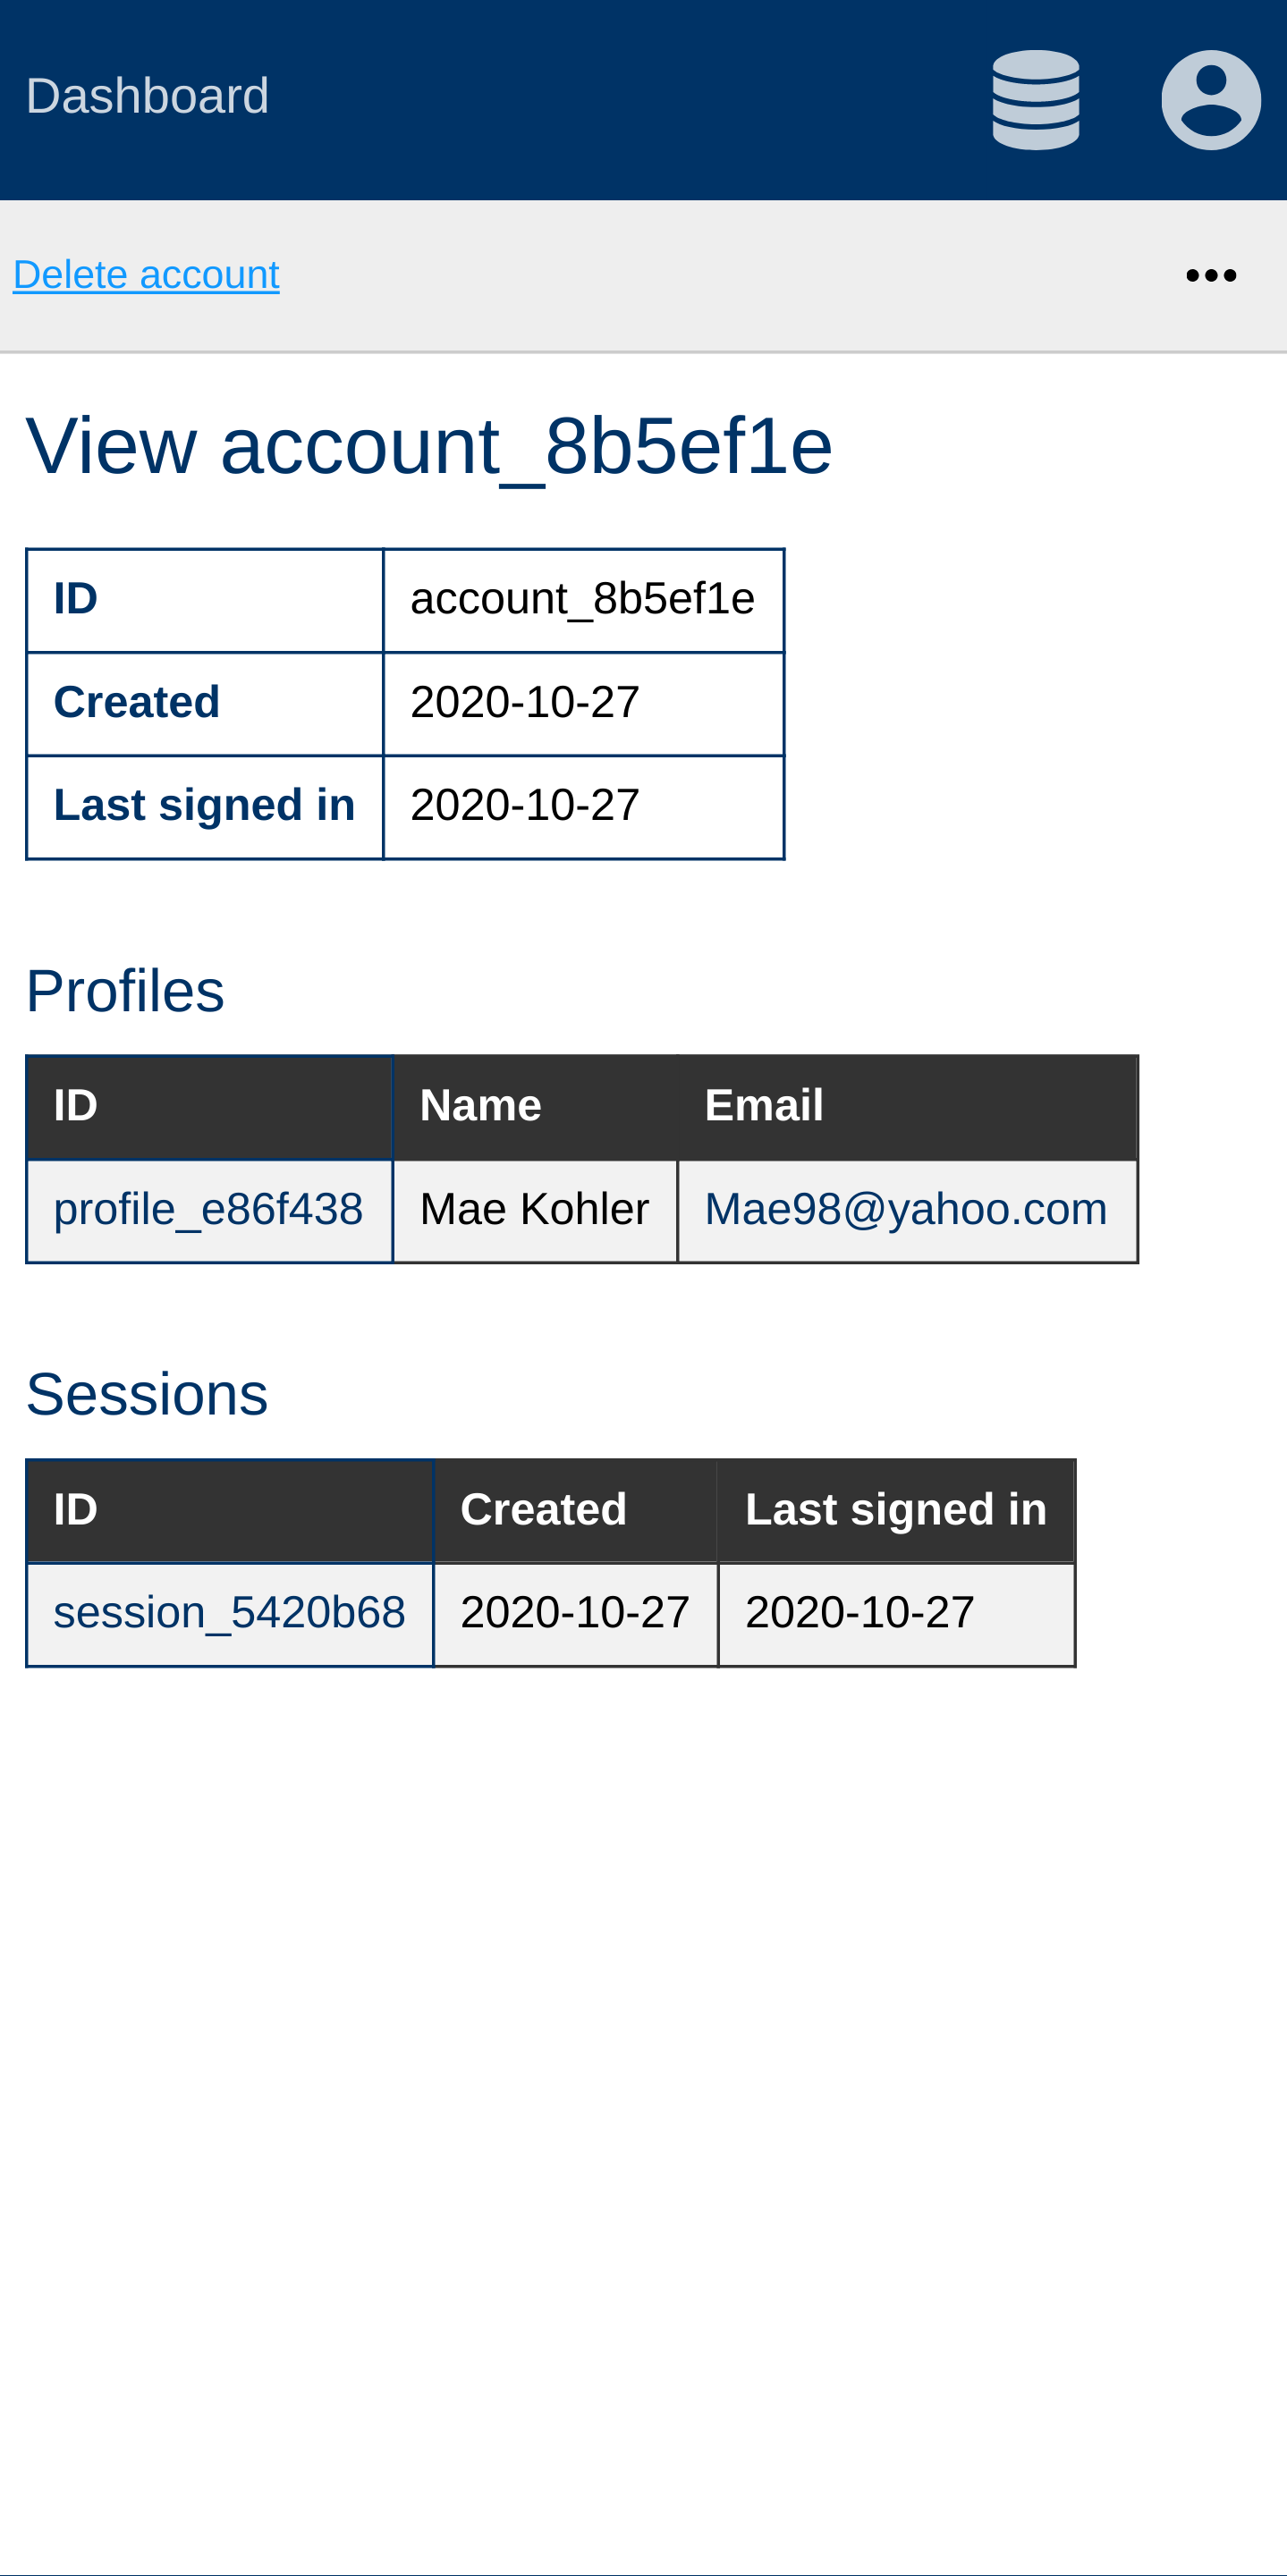 Dashboard
Delete account
View account_8b5ef1e
ID account_8b5ef1e
Created 2020-10-27
Last signed in 2020-10-27
Profiles
ID Name Email
profile_e86f438 Mae Kohler Mae98@yahoo.com
Sessions
ID Created Last signed in
session_5420b68 2020-10-27 2020-10-27